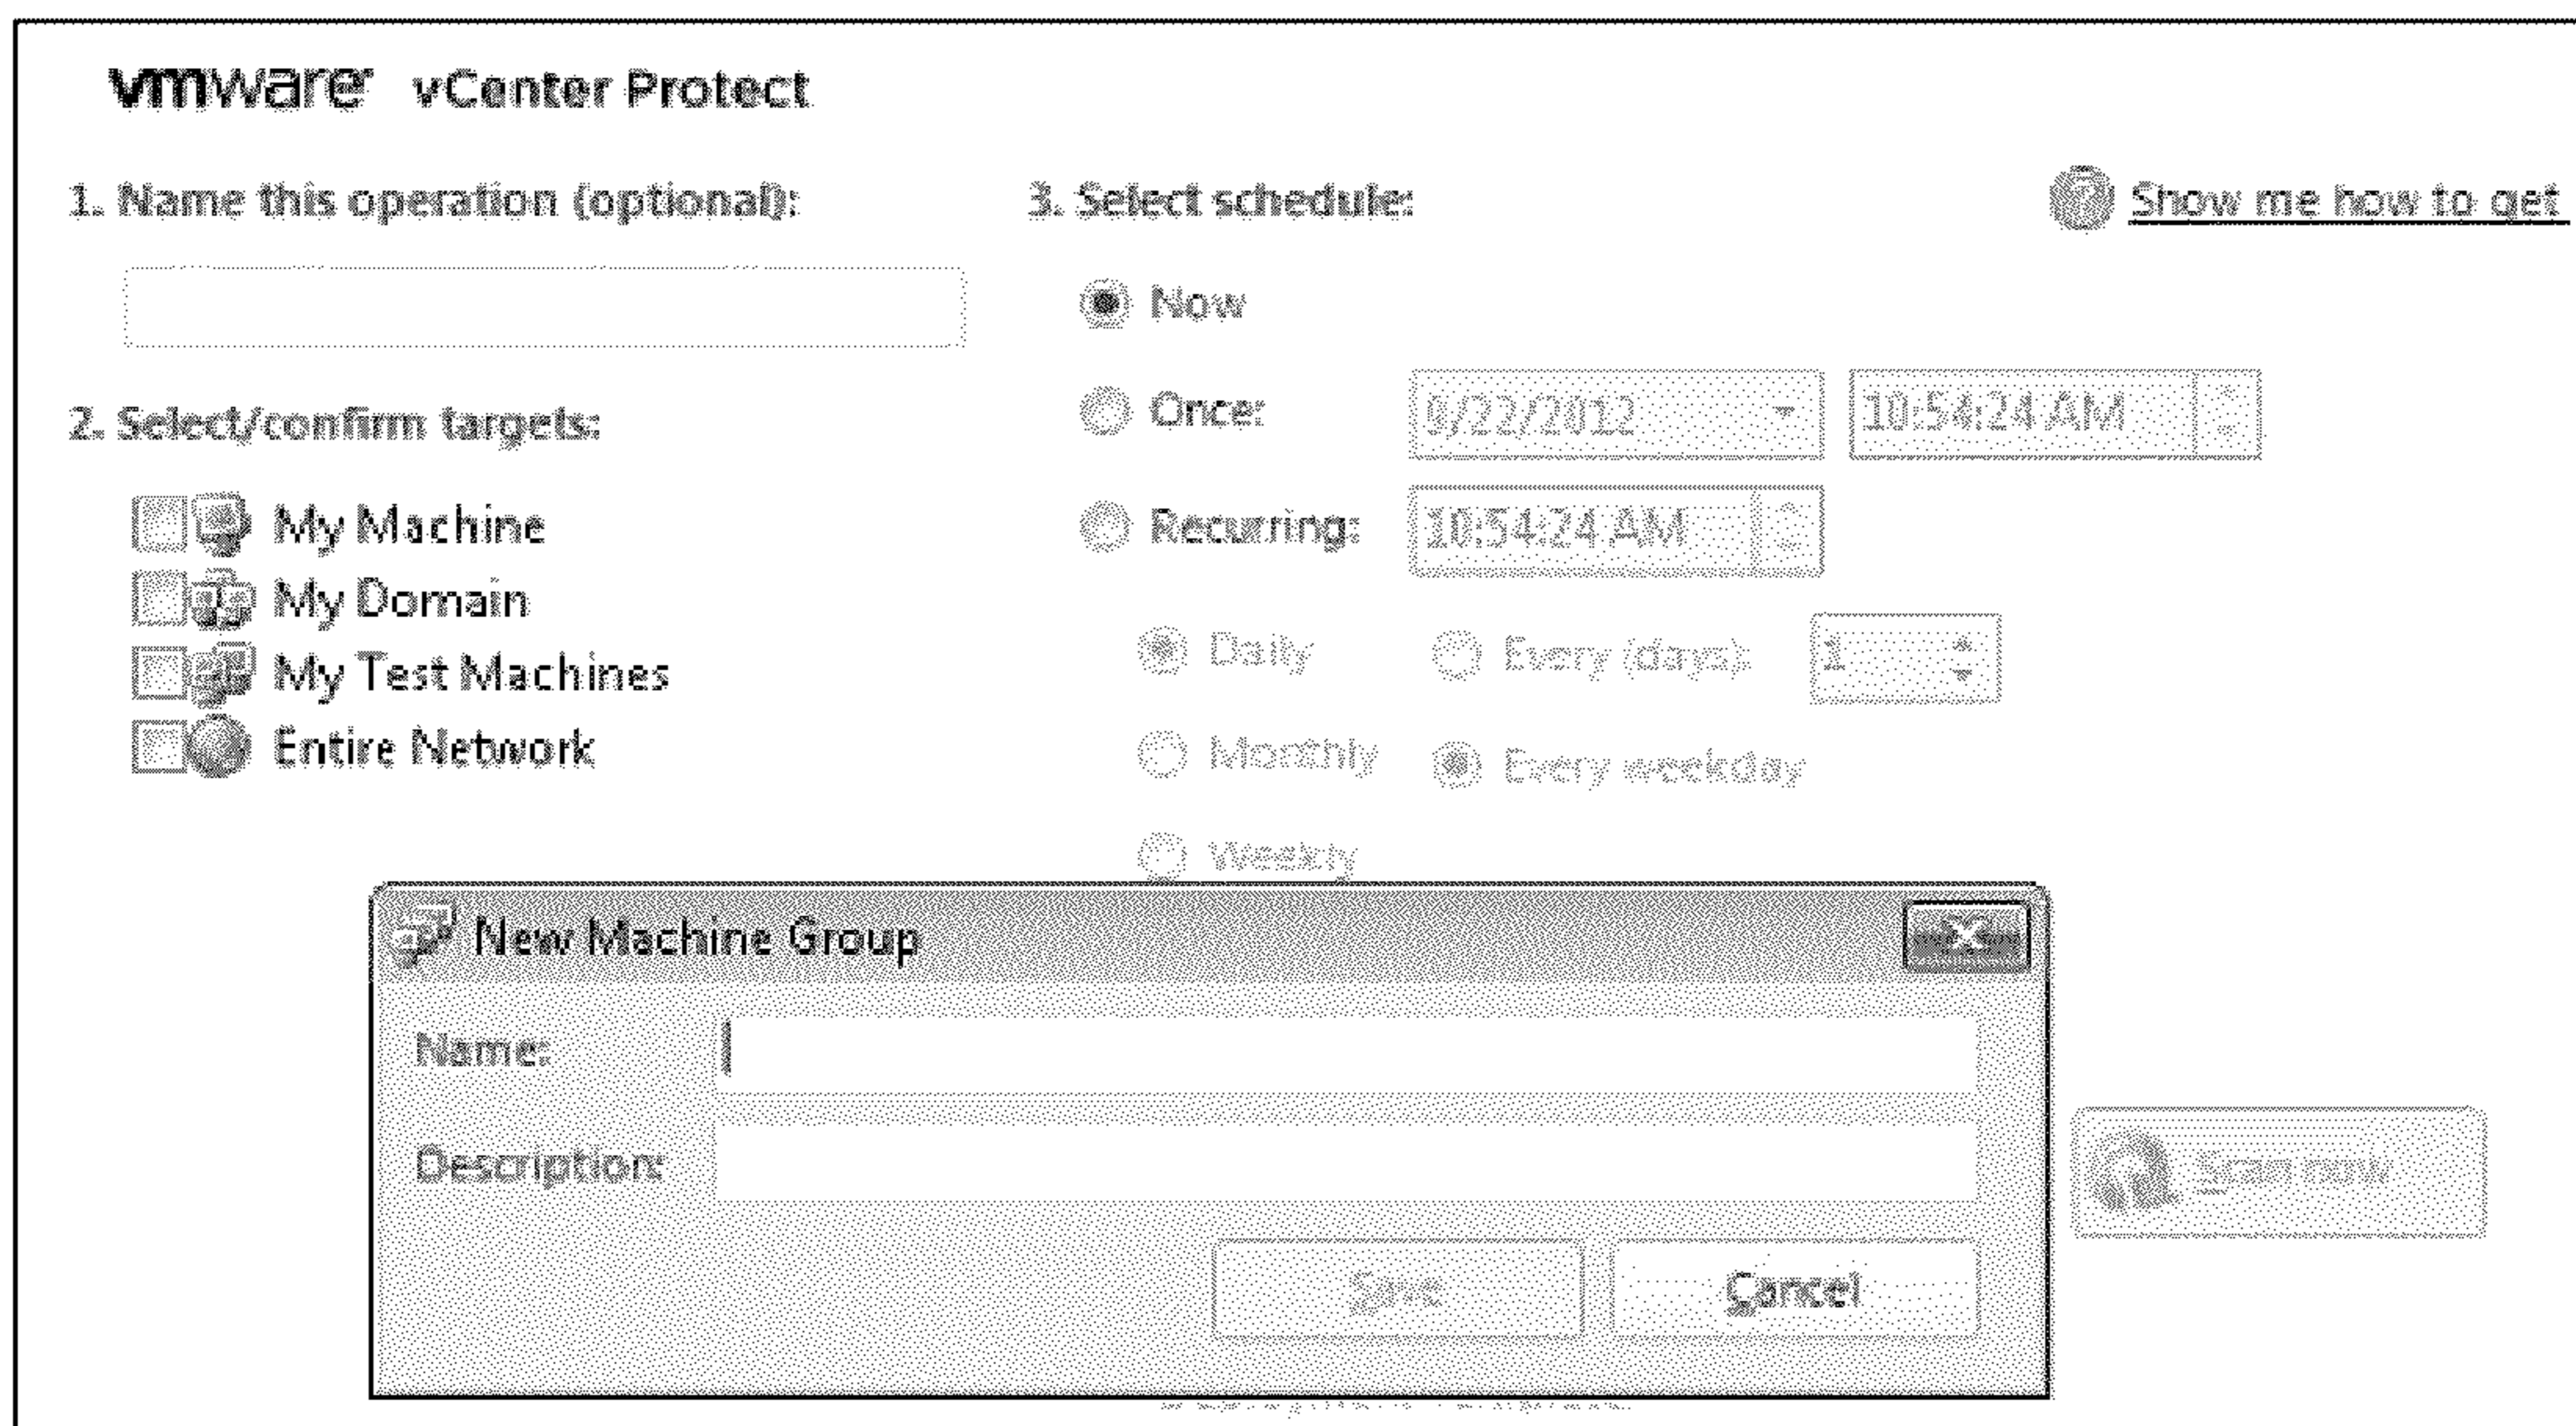 vmware vCenter Protect
1. Name this operation (optional):
2. Select/confirm targets:
My Machine
My Domain
My Test Machines
Entire Network
3. Select schedule:
Now
Once: 9/22/2012 10:54:24 AM
Recurring: 10:54:24 AM
Daily Every (days): 1
Monthly Every weekday
Weekly
Show me how to get
New Machine Group X
Name:
Description:
Save Cancel
Scan now